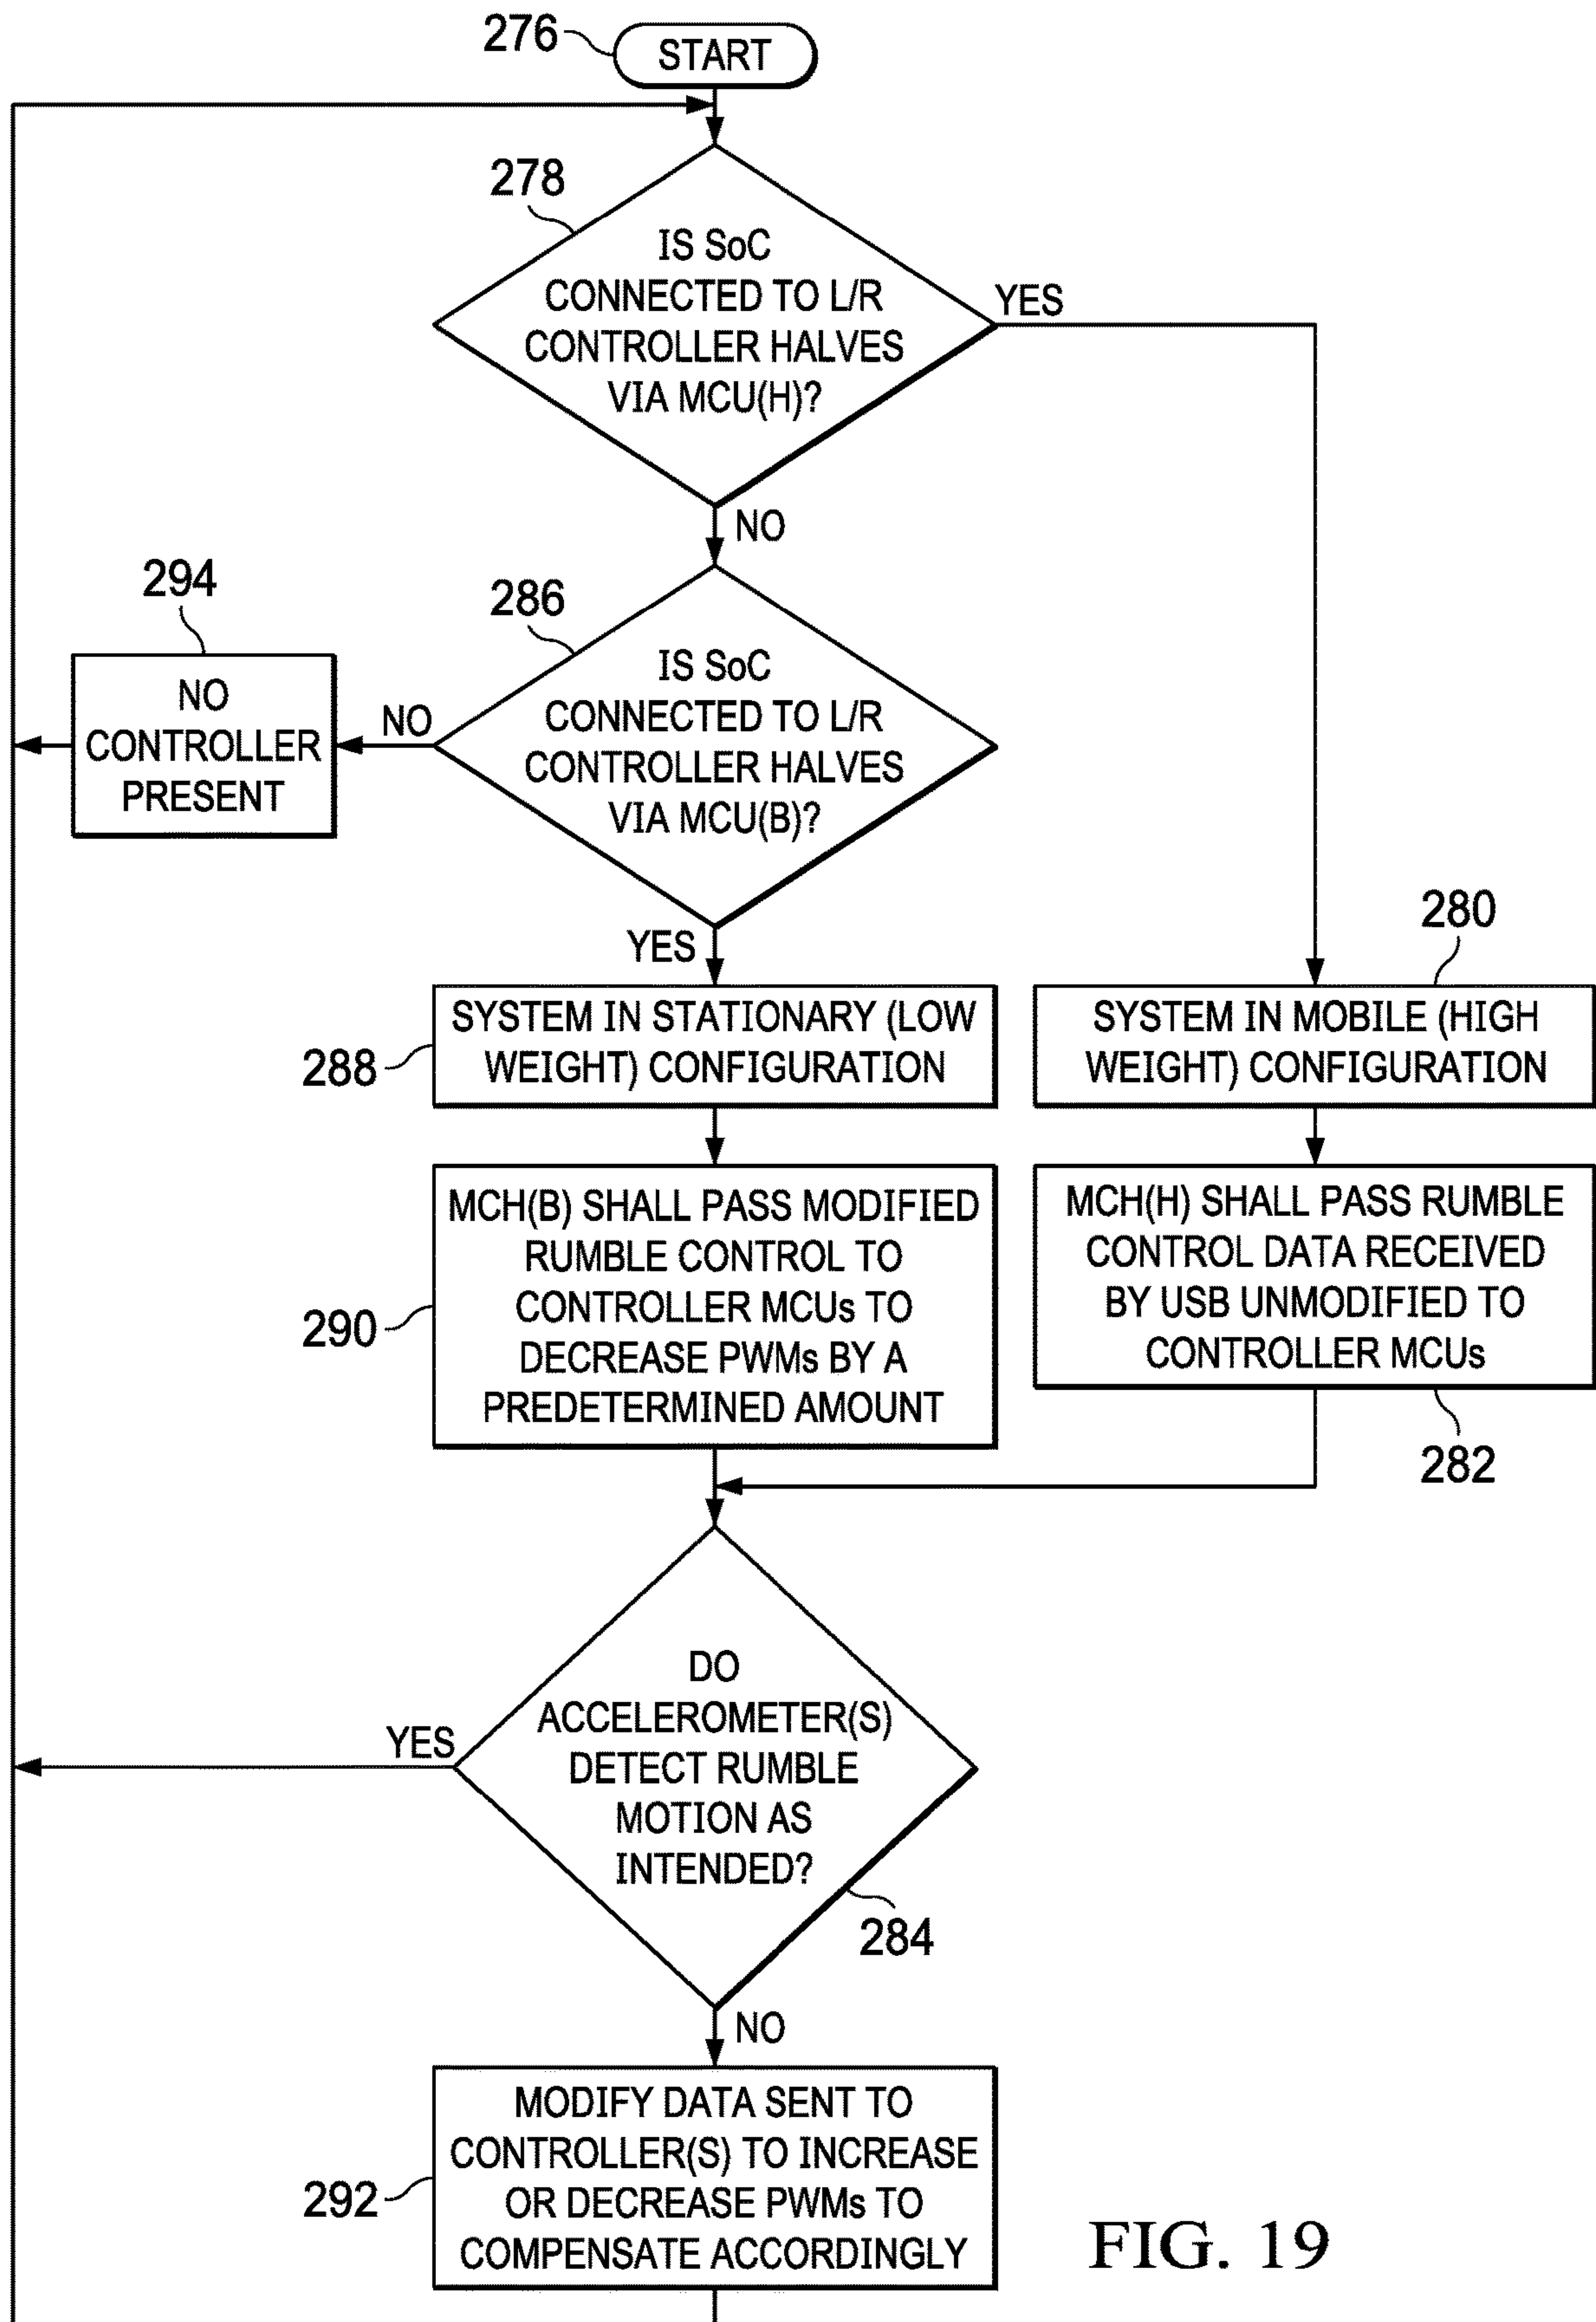 276
START
278
IS SoC
CONNECTED TO L/R
CONTROLLER HALVES
VIA MCU(H)?
YES
NO
294
NO
CONTROLLER
PRESENT
NO
286
IS SoC
CONNECTED TO L/R
CONTROLLER HALVES
VIA MCU(B)?
YES
288
SYSTEM IN STATIONARY (LOW
WEIGHT) CONFIGURATION
280
SYSTEM IN MOBILE (HIGH
WEIGHT) CONFIGURATION
290
MCH(B) SHALL PASS MODIFIED
RUMBLE CONTROL TO
CONTROLLER MCUs TO
DECREASE PWMs BY A
PREDETERMINED AMOUNT
MCH(H) SHALL PASS RUMBLE
CONTROL DATA RECEIVED
BY USB UNMODIFIED TO
CONTROLLER MCUs
282
DO
ACCELEROMETER(S)
DETECT RUMBLE
MOTION AS
INTENDED?
YES
284
NO
292
MODIFY DATA SENT TO
CONTROLLER(S) TO INCREASE
OR DECREASE PWMs TO
COMPENSATE ACCORDINGLY
FIG. 19